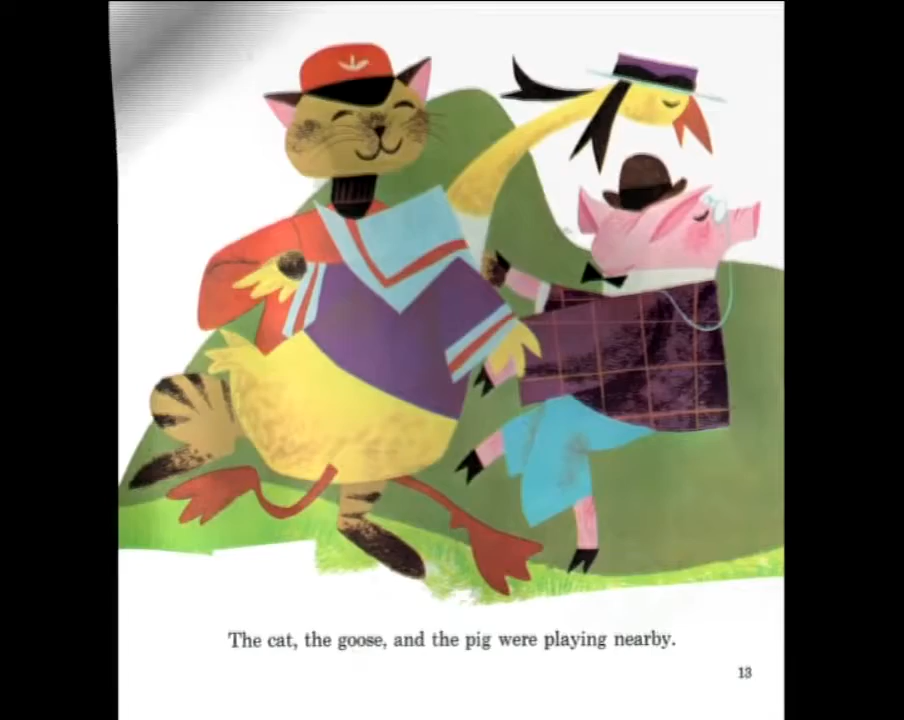 The cat, the goose, and the pig were playing nearby.
13